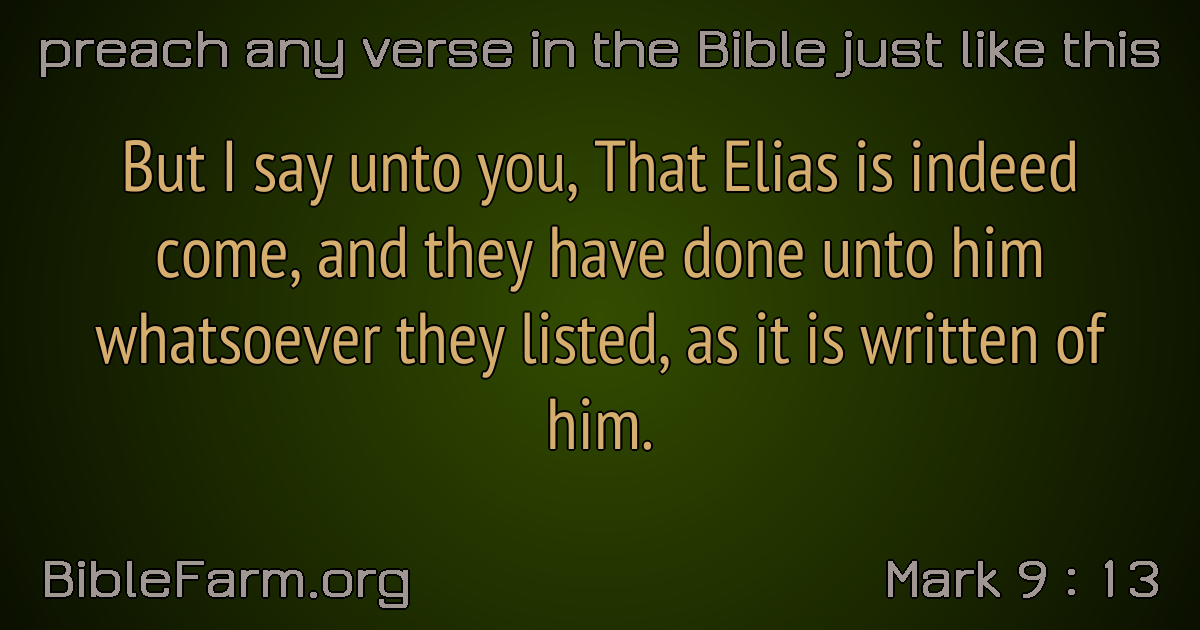 preach any verse in the Bible just like this
But I say unto you, That Elias is indeed
come, and they have done unto him
whatsoever they listed, as it is written of
him.
BibleFarm.org
Mark 9 : 13